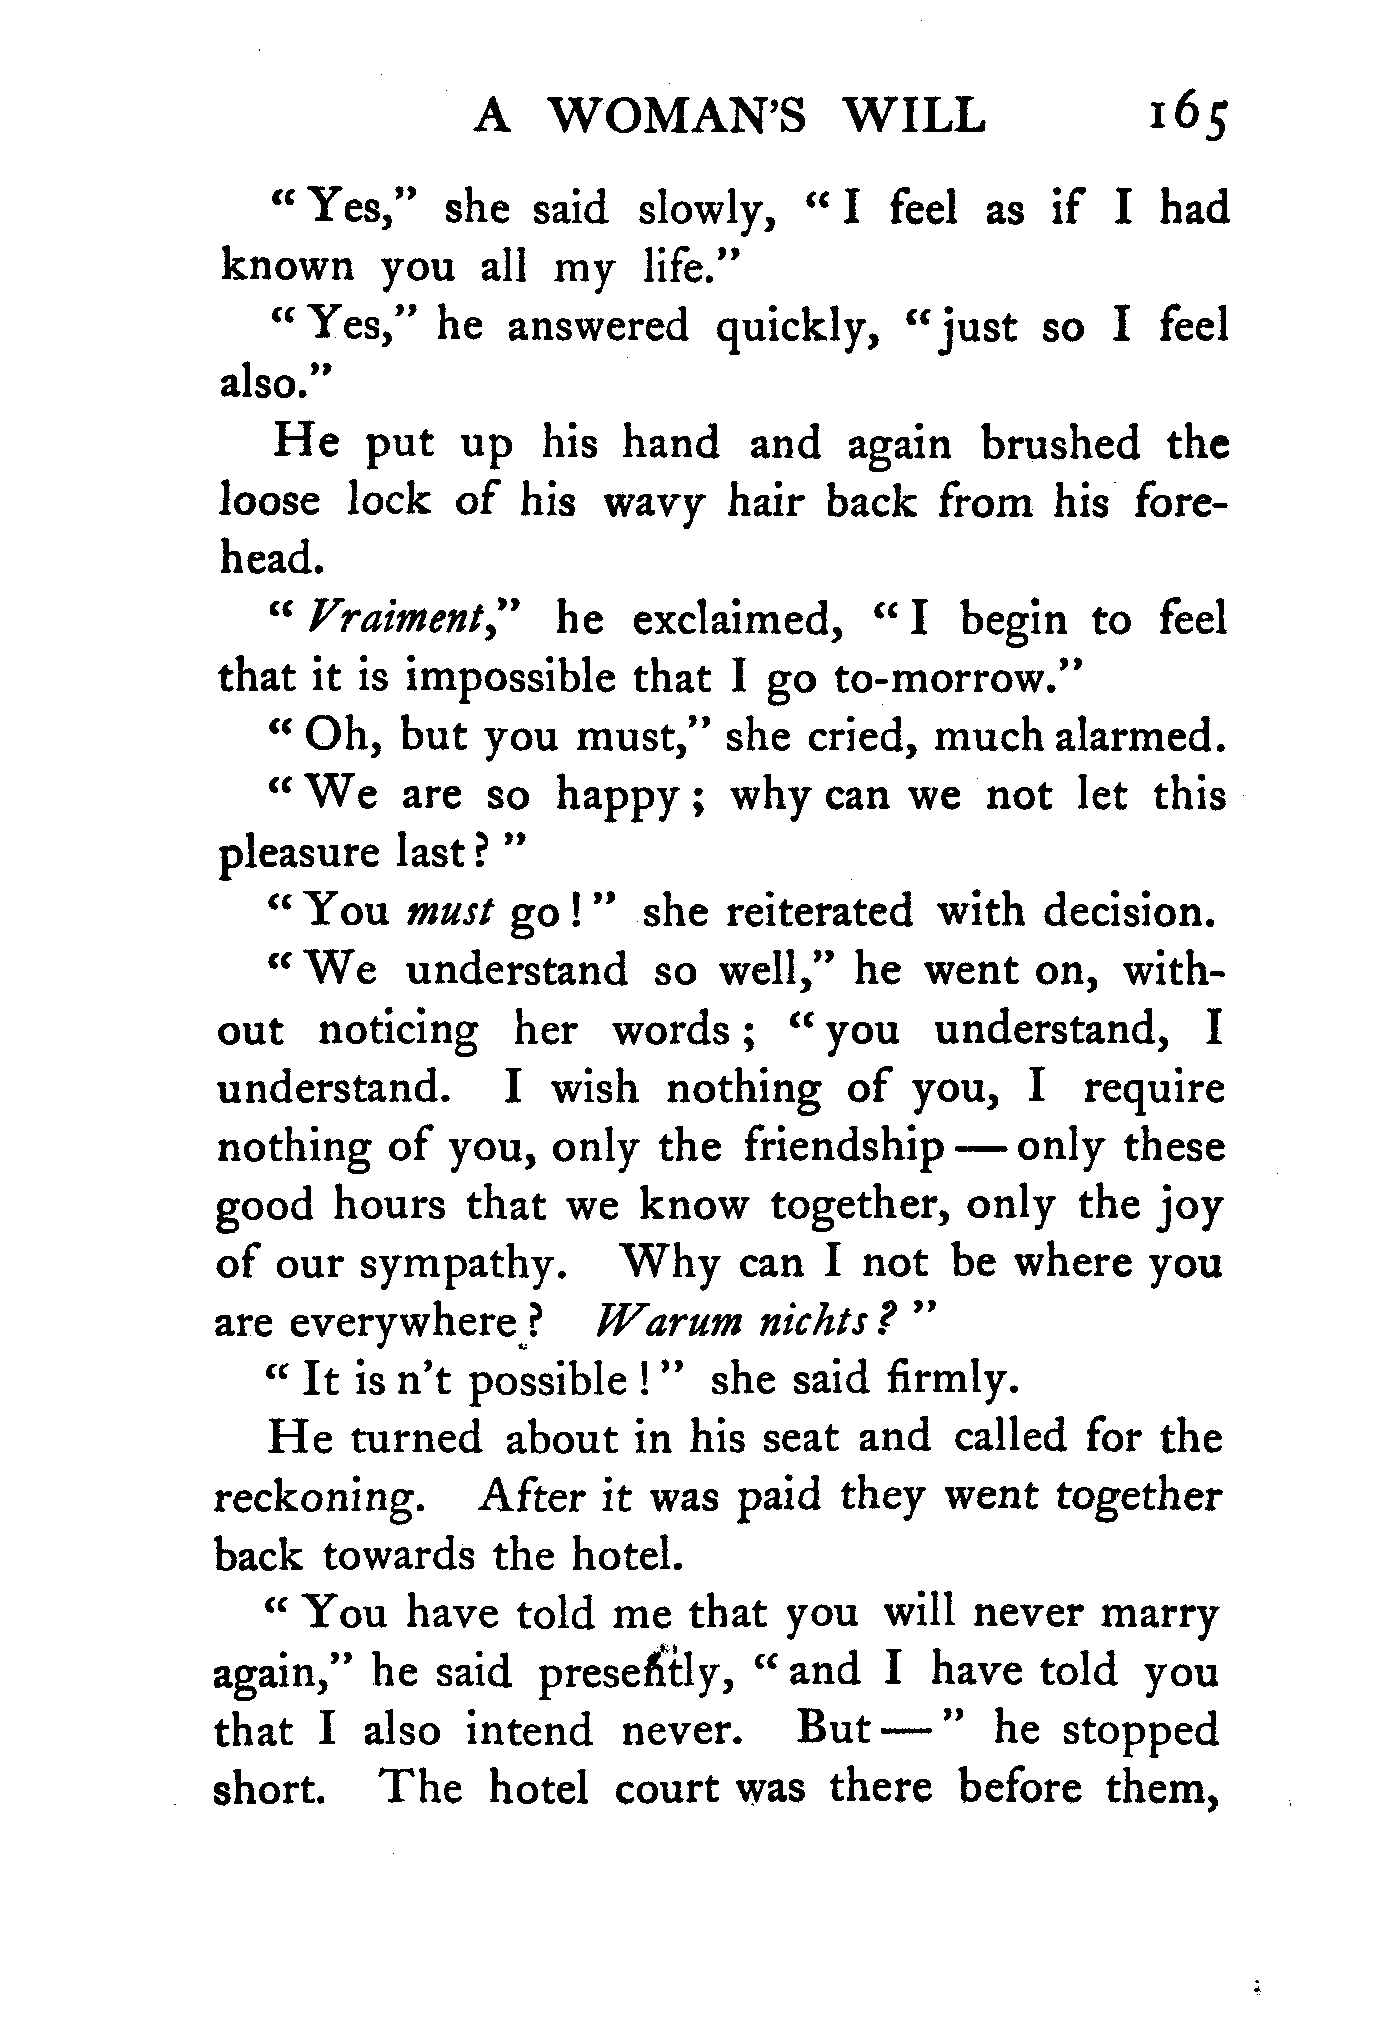 A WOMAN'S WILL 165
"Yes," she said slowly, "I feel as if I had
known you all my life."
"Yes," he answered quickly, "just so I feel
also."
He put up his hand and again brushed the
loose lock of his wavy hair back from his fore-
head.
"Vraiment," he exclaimed, "I begin to feel
that it is impossible that I go to-morrow."
"Oh, but you must," she cried, much alarmed.
"We are so happy; why can we not let this
pleasure last?"
"You must go!" she reiterated with decision.
"We understand so well," he went on, with-
out noticing her words; "you understand, I
understand. I wish nothing of you, I require
nothing of you, only the friendship—only these
good hours that we know together, only the joy
of our sympathy. Why can I not be where you
are everywhere? Warum nichts?"
"It is n't possible!" she said firmly.
He turned about in his seat and called for the
reckoning. After it was paid they went together
back towards the hotel.
"You have told me that you will never marry
again," he said presently, "and I have told you
that I also intend never. But—" he stopped
short. The hotel court was there before them,